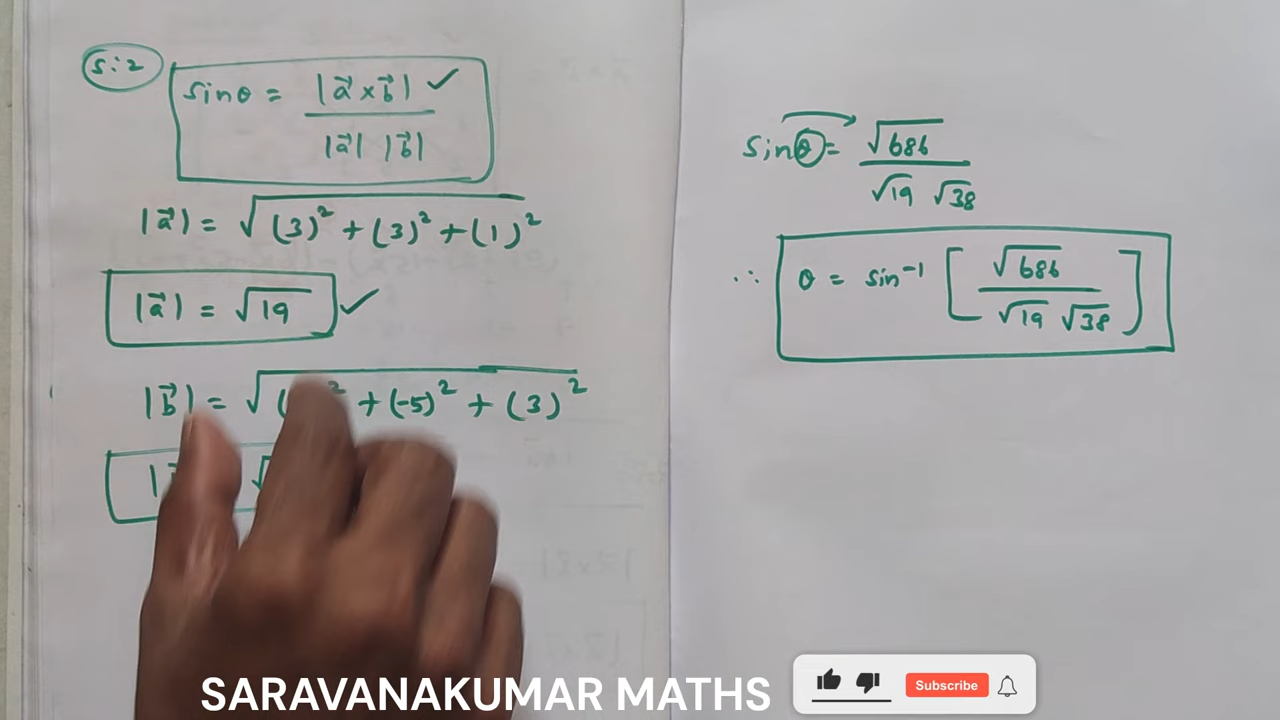 S:2
sinθ = |a⃗ × b⃗| ✓
|a⃗| |b⃗|
|a⃗| = √(3)² + (3)² + (1)²
|a⃗| = √19 ✓
|b⃗| = √( ² + (-5)² + (3)²
sinθ = √686
√19 √38
∴ θ = sin⁻¹ [ √686
√19 √38 ]
SARAVANAKUMAR MATHS
Subscribe